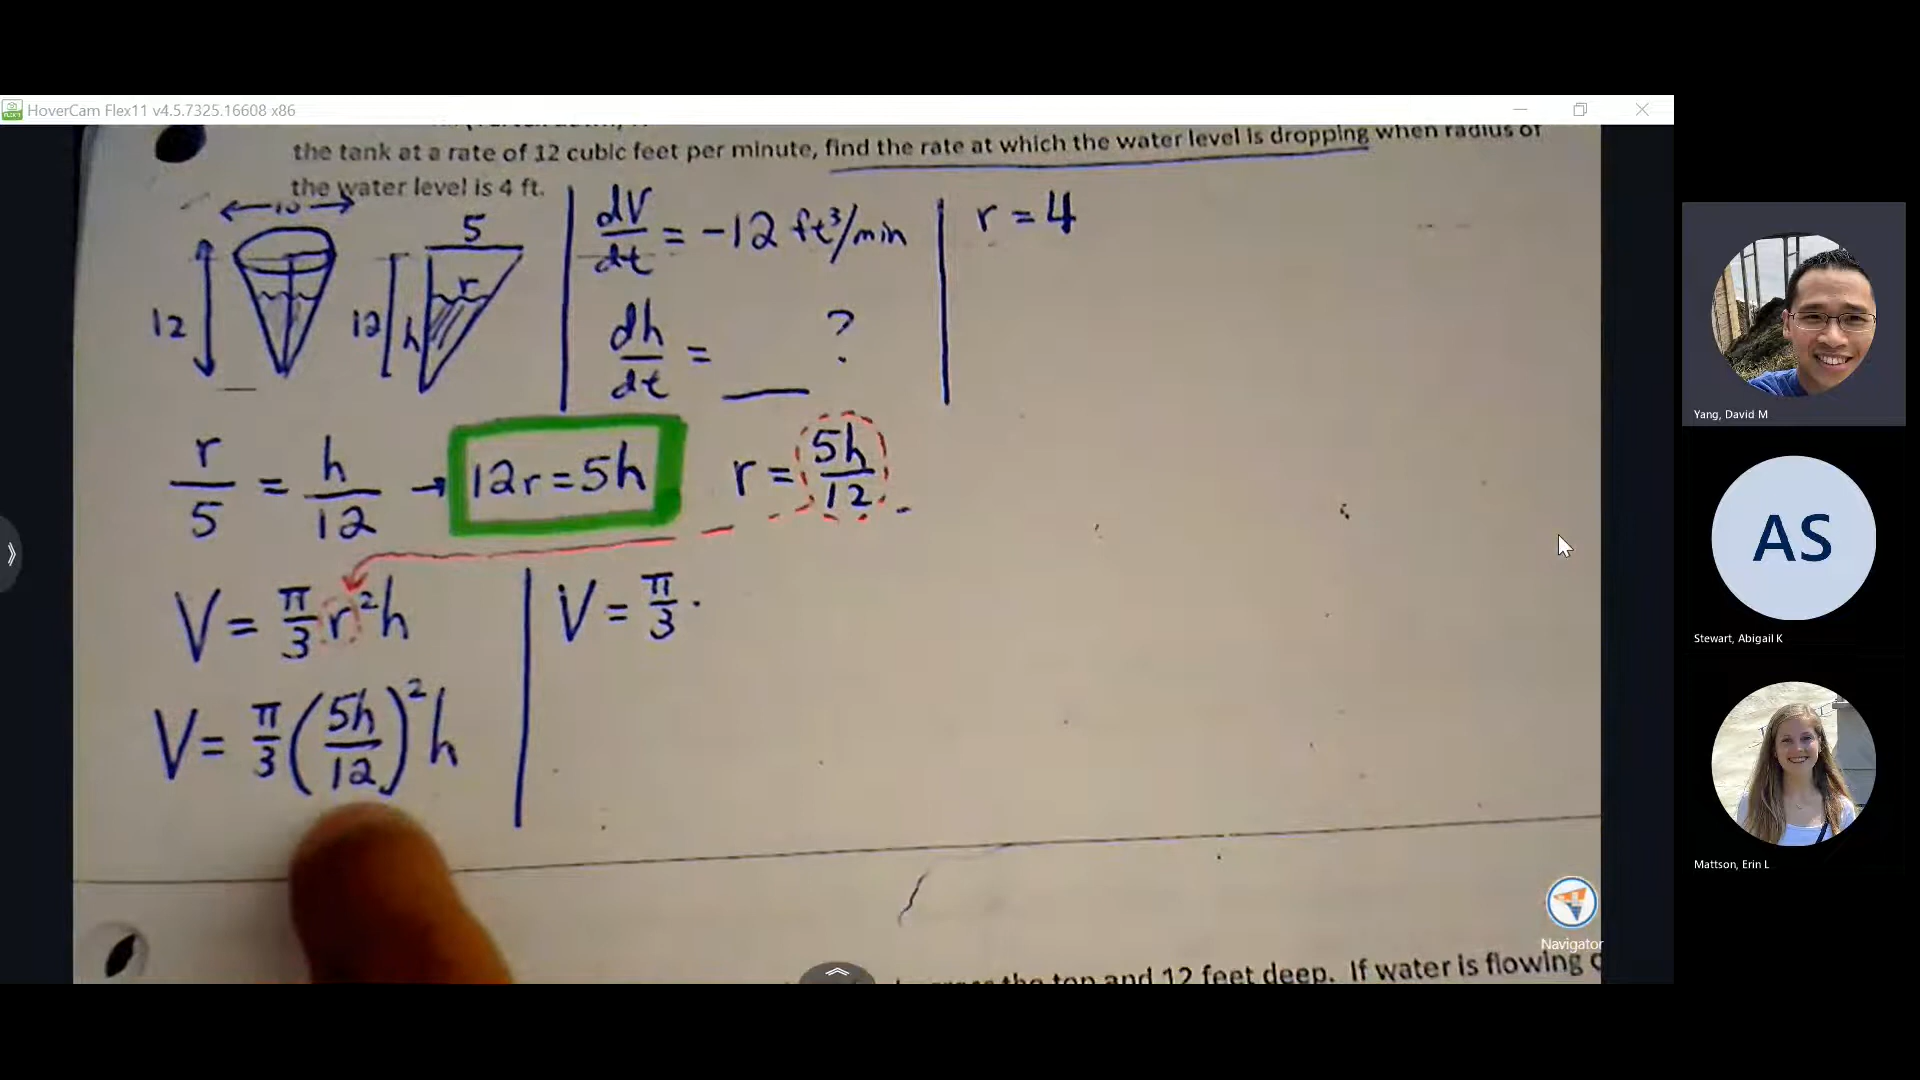 HoverCam Flex11 v4.5.7325.16608 x86
the tank at a rate of 12 cubic feet per minute, find the rate at which the water level is dropping when radius of
the water level is 4 ft.
10
5
r
12
12
h
dV/dt = -12 ft³/min
r = 4
dh/dt = ___ ?
r/5 = h/12 → 12r = 5h
r = 5h/12
V = π/3 r²h
V = π/3 ·
V = π/3 (5h/12)² h
the top and 12 feet deep. If water is flowing
Navigator
Yang, David M
AS
Stewart, Abigail K
Mattson, Erin L